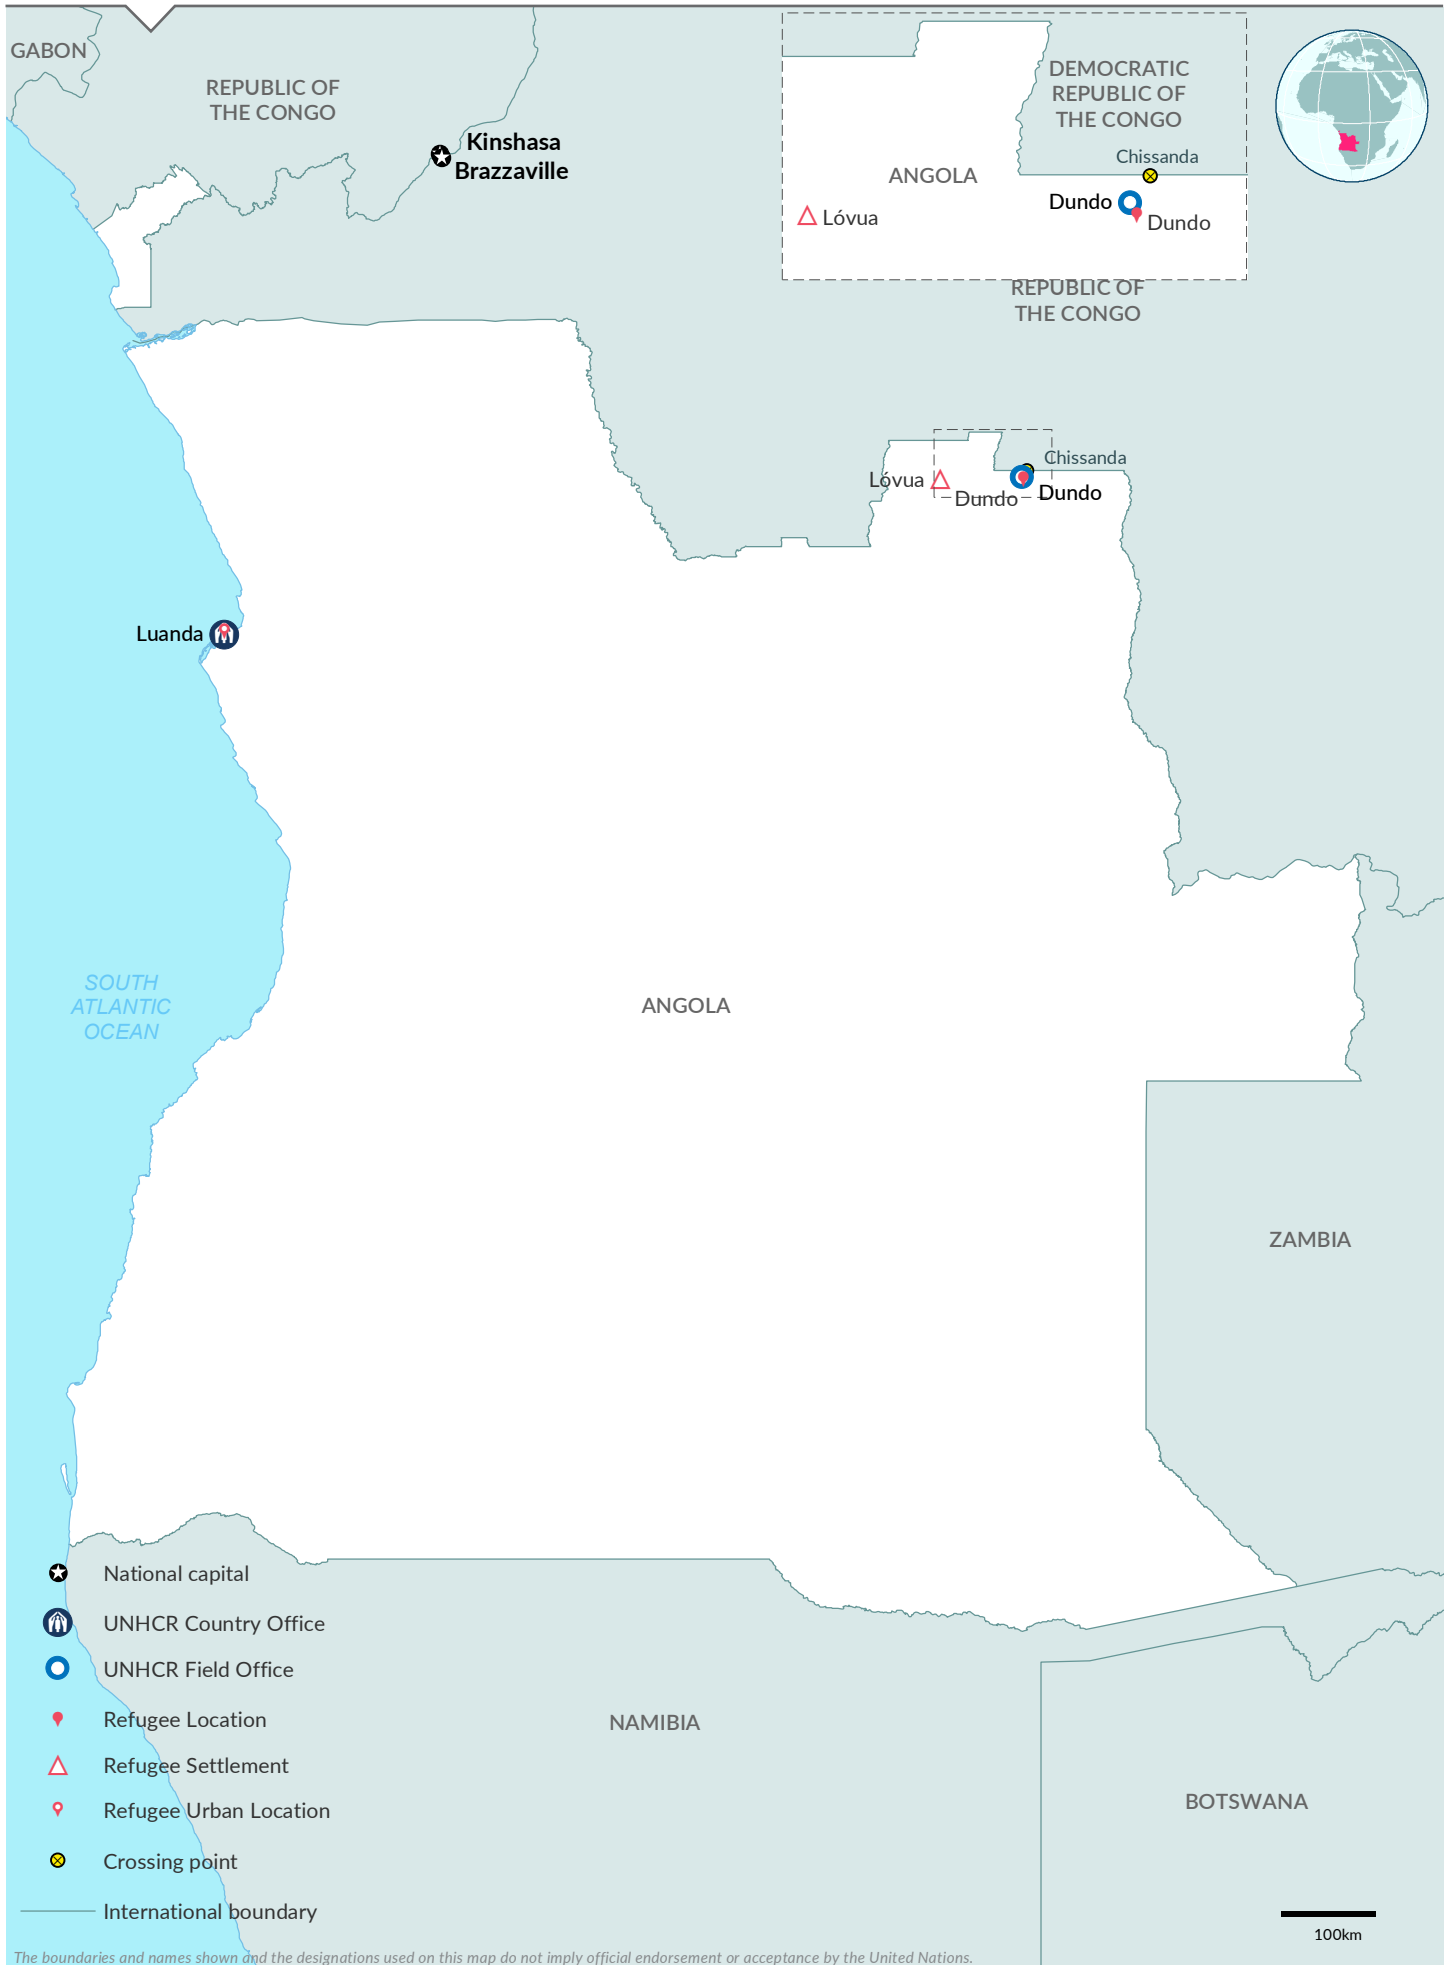 GABON
REPUBLIC OF
THE CONGO
Kinshasa
Brazzaville
DEMOCRATIC
REPUBLIC OF
THE CONGO
Chissanda
ANGOLA
Dundo
Lóvua
Dundo
REPUBLIC OF
THE CONGO
Chissanda
Lóvua
Dundo
Dundo
Luanda
SOUTH
ATLANTIC
OCEAN
ANGOLA
ZAMBIA
NAMIBIA
BOTSWANA
National capital
UNHCR Country Office
UNHCR Field Office
Refugee Location
Refugee Settlement
Refugee Urban Location
Crossing point
International boundary
100km
The boundaries and names shown and the designations used on this map do not imply official endorsement or acceptance by the United Nations.